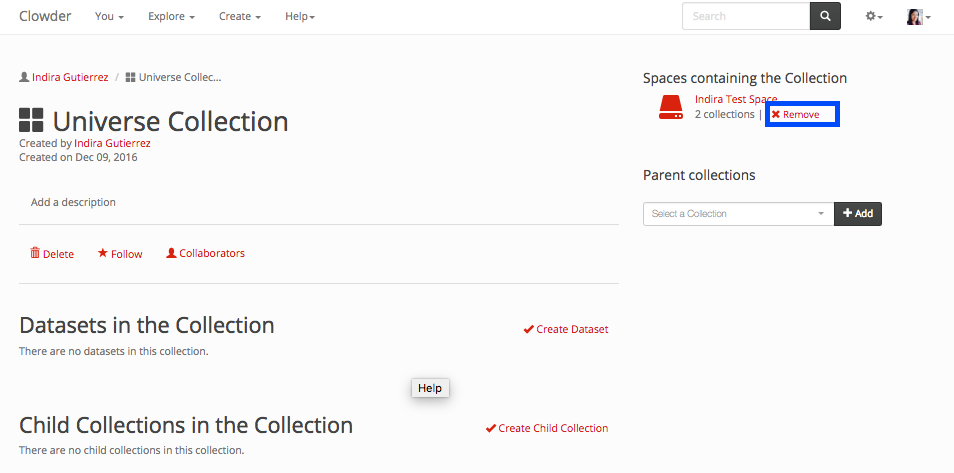 Clowder You Explore Create Help Search
Indira Gutierrez / Universe Collec...
Universe Collection
Created by Indira Gutierrez
Created on Dec 09, 2016
Add a description
Delete Follow Collaborators
Datasets in the Collection
Create Dataset
There are no datasets in this collection.
Help
Child Collections in the Collection
Create Child Collection
There are no child collections in this collection.
Spaces containing the Collection
Indira Test Space
2 collections | Remove
Parent collections
Select a Collection Add